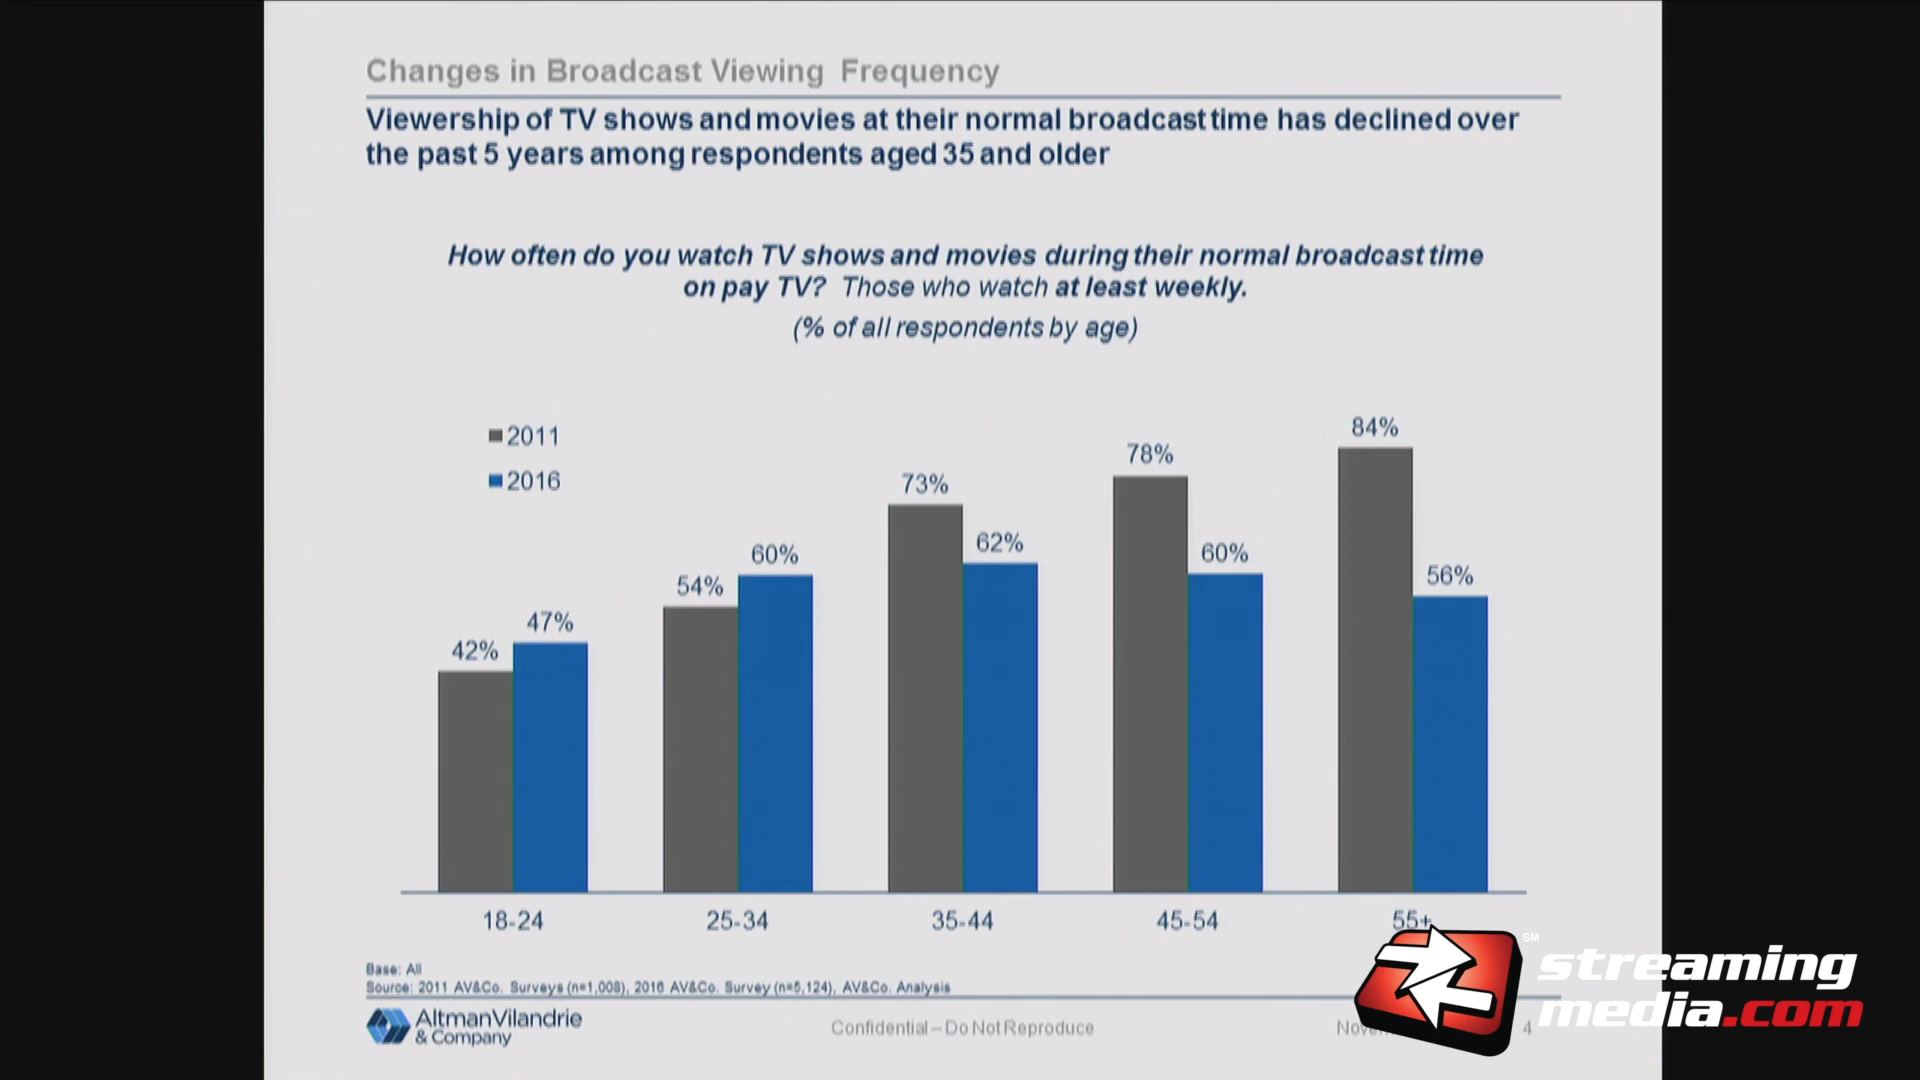 Changes in Broadcast Viewing Frequency
Viewership of TV shows and movies at their normal broadcast time has declined over
the past 5 years among respondents aged 35 and older
How often do you watch TV shows and movies during their normal broadcast time
on pay TV? Those who watch at least weekly.
(% of all respondents by age)
2011
2016
42%
47%
54%
60%
73%
62%
78%
60%
84%
56%
18-24
25-34
35-44
45-54
55+
Base: All
Source: 2011 AV&Co. Surveys (n=1,008), 2016 AV&Co. Survey (n=5,124), AV&Co. Analysis
AltmanVilandrie
& Company
Confidential – Do Not Reproduce
4
SM
streaming
media.com